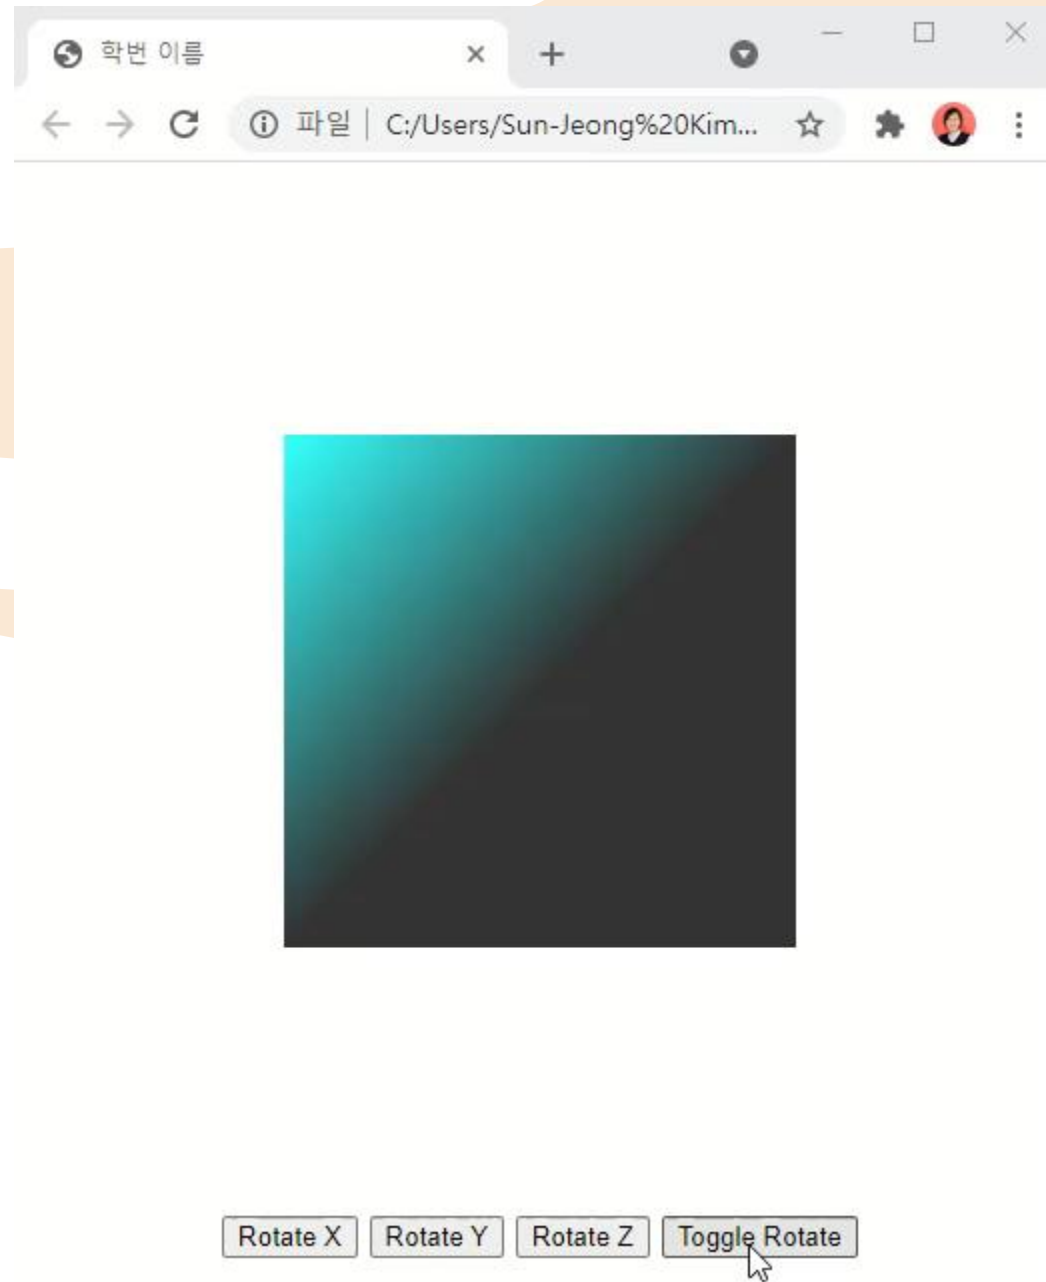 학번 이름
파일 | C:/Users/Sun-Jeong%20Kim...
Rotate X Rotate Y Rotate Z Toggle Rotate